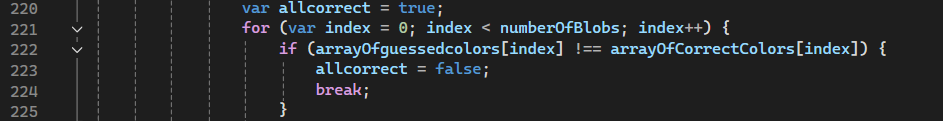 220 var allcorrect = true;
221 for (var index = 0; index < numberOfBlobs; index++) {
222 if (arrayOfguessedcolors[index] !== arrayOfCorrectColors[index]) {
223 allcorrect = false;
224 break;
225 }